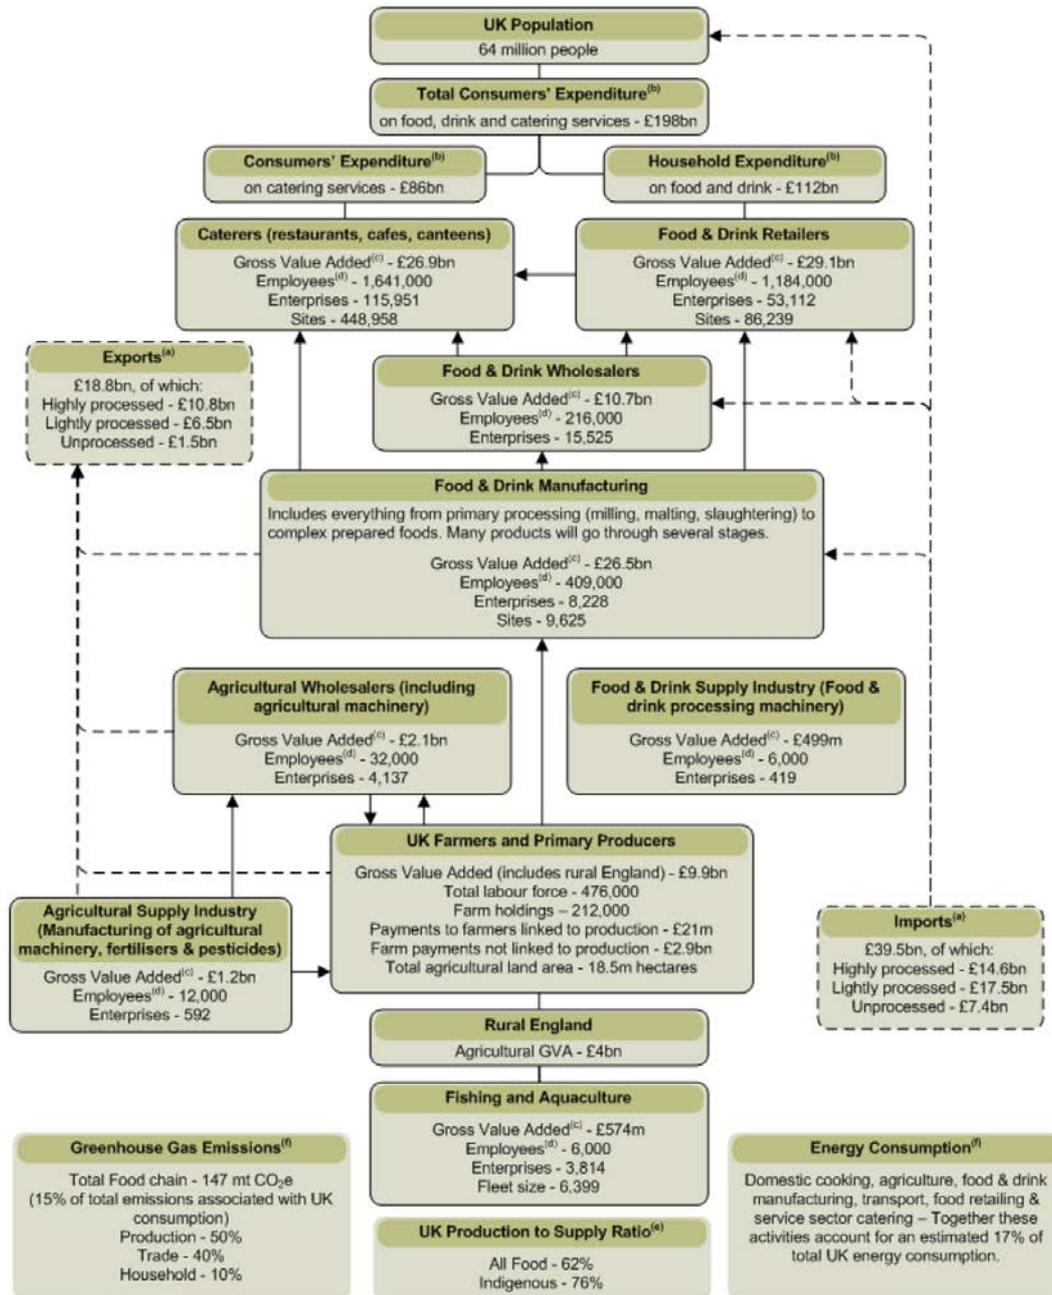 UK Population
64 million people
Total Consumers' Expenditure(b)
on food, drink and catering services - £198bn
Consumers' Expenditure(b)
on catering services - £86bn
Household Expenditure(b)
on food and drink - £112bn
Caterers (restaurants, cafes, canteens)
Gross Value Added(c) - £26.9bn
Employees(d) - 1,641,000
Enterprises - 115,951
Sites - 448,958
Food & Drink Retailers
Gross Value Added(c) - £29.1bn
Employees(d) - 1,184,000
Enterprises - 53,112
Sites - 86,239
Exports(a)
£18.8bn, of which:
Highly processed - £10.8bn
Lightly processed - £6.5bn
Unprocessed - £1.5bn
Food & Drink Wholesalers
Gross Value Added(c) - £10.7bn
Employees(d) - 216,000
Enterprises - 15,525
Food & Drink Manufacturing
Includes everything from primary processing (milling, malting, slaughtering) to
complex prepared foods. Many products will go through several stages.
Gross Value Added(c) - £26.5bn
Employees(d) - 409,000
Enterprises - 8,228
Sites - 9,625
Agricultural Wholesalers (including
agricultural machinery)
Gross Value Added(c) - £2.1bn
Employees(d) - 32,000
Enterprises - 4,137
Food & Drink Supply Industry (Food &
drink processing machinery)
Gross Value Added(c) - £499m
Employees(d) - 6,000
Enterprises - 419
UK Farmers and Primary Producers
Gross Value Added (includes rural England) - £9.9bn
Total labour force - 476,000
Farm holdings – 212,000
Payments to farmers linked to production - £21m
Farm payments not linked to production - £2.9bn
Total agricultural land area - 18.5m hectares
Agricultural Supply Industry
(Manufacturing of agricultural
machinery, fertilisers & pesticides)
Gross Value Added(c) - £1.2bn
Employees(d) - 12,000
Enterprises - 592
Imports(a)
£39.5bn, of which:
Highly processed - £14.6bn
Lightly processed - £17.5bn
Unprocessed - £7.4bn
Rural England
Agricultural GVA - £4bn
Fishing and Aquaculture
Gross Value Added(c) - £574m
Employees(d) - 6,000
Enterprises - 3,814
Fleet size - 6,399
Greenhouse Gas Emissions(f)
Total Food chain - 147 mt CO₂e
(15% of total emissions associated with UK
consumption)
Production - 50%
Trade - 40%
Household - 10%
UK Production to Supply Ratio(e)
All Food - 62%
Indigenous - 76%
Energy Consumption(f)
Domestic cooking, agriculture, food & drink
manufacturing, transport, food retailing &
service sector catering – Together these
activities account for an estimated 17% of
total UK energy consumption.